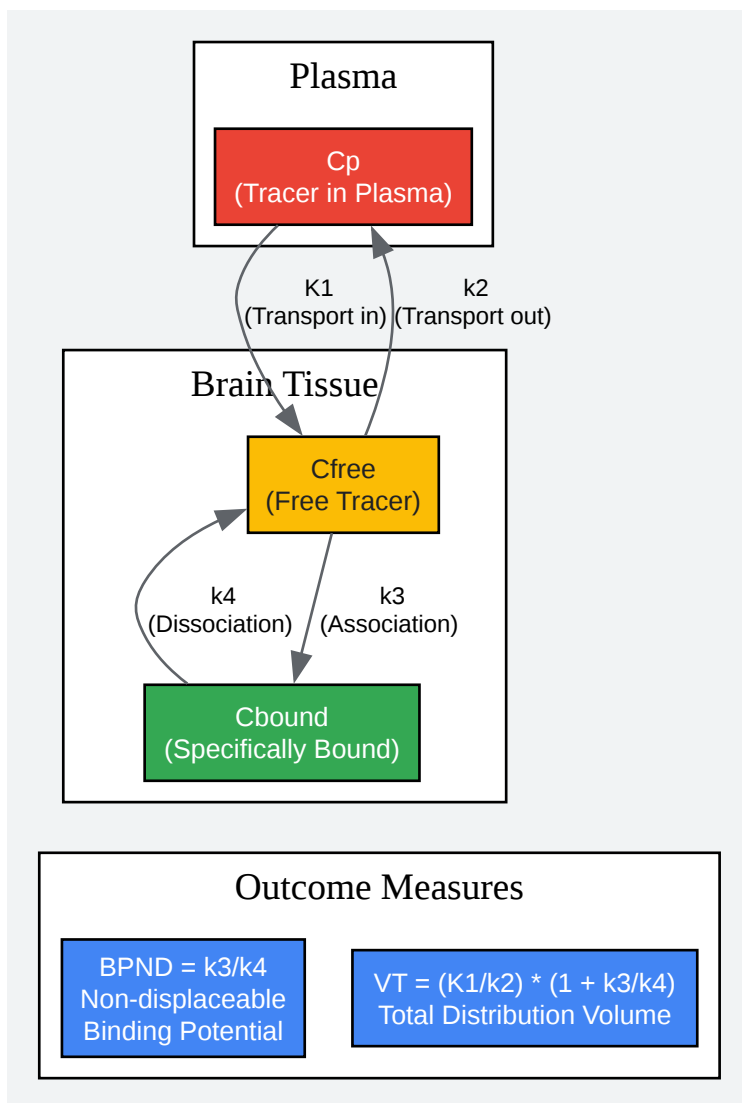 Plasma
Cp
(Tracer in Plasma)
K1
(Transport in)
k2
(Transport out)
Brain Tissue
Cfree
(Free Tracer)
k4
(Dissociation)
k3
(Association)
Cbound
(Specifically Bound)
Outcome Measures
BPND = k3/k4
Non-displaceable
Binding Potential
VT = (K1/k2) * (1 + k3/k4)
Total Distribution Volume